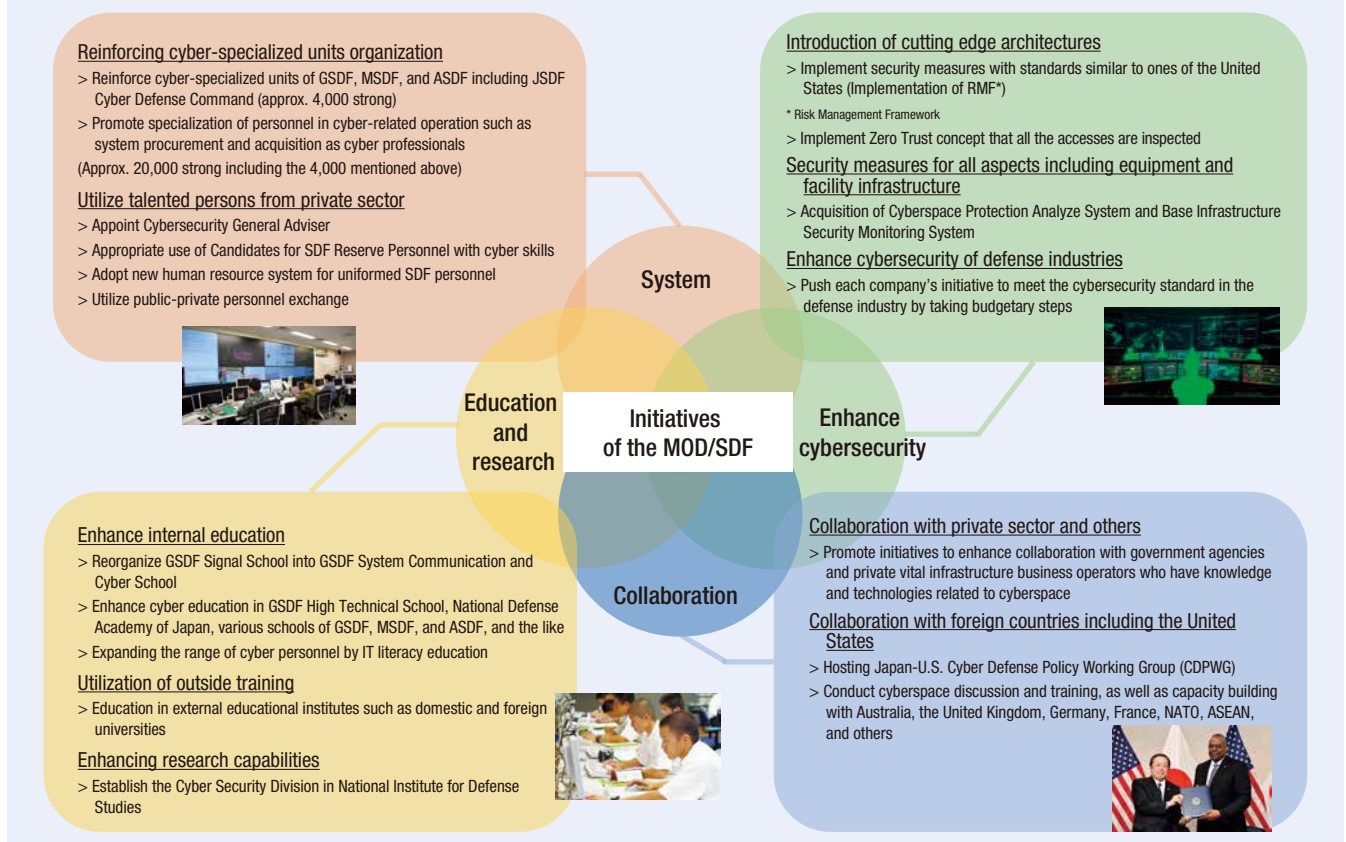 Reinforcing cyber-specialized units organization
> Reinforce cyber-specialized units of GSDF, MSDF, and ASDF including JSDF
Cyber Defense Command (approx. 4,000 strong)
> Promote specialization of personnel in cyber-related operation such as
system procurement and acquisition as cyber professionals
(Approx. 20,000 strong including the 4,000 mentioned above)
Utilize talented persons from private sector
> Appoint Cybersecurity General Adviser
> Appropriate use of Candidates for SDF Reserve Personnel with cyber skills
> Adopt new human resource system for uniformed SDF personnel
> Utilize public-private personnel exchange
Introduction of cutting edge architectures
> Implement security measures with standards similar to ones of the United
States (Implementation of RMF*)
* Risk Management Framework
> Implement Zero Trust concept that all the accesses are inspected
Security measures for all aspects including equipment and
facility infrastructure
> Acquisition of Cyberspace Protection Analyze System and Base Infrastructure
Security Monitoring System
Enhance cybersecurity of defense industries
> Push each company's initiative to meet the cybersecurity standard in the
defense industry by taking budgetary steps
System
Education
and
research
Initiatives
of the MOD/SDF
Enhance
cybersecurity
Collaboration
Enhance internal education
> Reorganize GSDF Signal School into GSDF System Communication and
Cyber School
> Enhance cyber education in GSDF High Technical School, National Defense
Academy of Japan, various schools of GSDF, MSDF, and ASDF, and the like
> Expanding the range of cyber personnel by IT literacy education
Utilization of outside training
> Education in external educational institutes such as domestic and foreign
universities
Enhancing research capabilities
> Establish the Cyber Security Division in National Institute for Defense
Studies
Collaboration with private sector and others
> Promote initiatives to enhance collaboration with government agencies
and private vital infrastructure business operators who have knowledge
and technologies related to cyberspace
Collaboration with foreign countries including the United
States
> Hosting Japan-U.S. Cyber Defense Policy Working Group (CDPWG)
> Conduct cyberspace discussion and training, as well as capacity building
with Australia, the United Kingdom, Germany, France, NATO, ASEAN,
and others